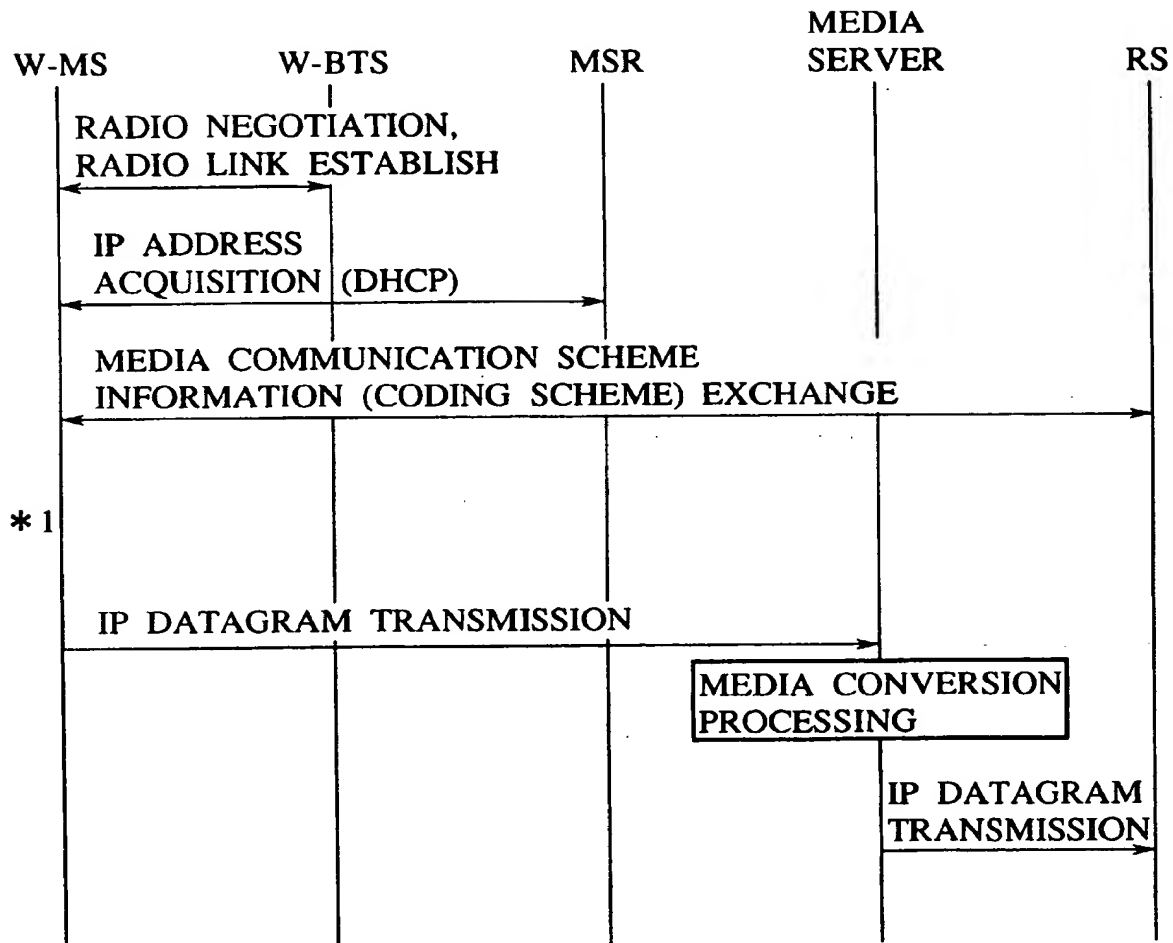 W-MS
W-BTS
MSR
MEDIA
SERVER
RS
RADIO NEGOTIATION,
RADIO LINK ESTABLISH
IP ADDRESS
ACQUISITION (DHCP)
MEDIA COMMUNICATION SCHEME
INFORMATION (CODING SCHEME) EXCHANGE
*1
IP DATAGRAM TRANSMISSION
MEDIA CONVERSION
PROCESSING
IP DATAGRAM
TRANSMISSION